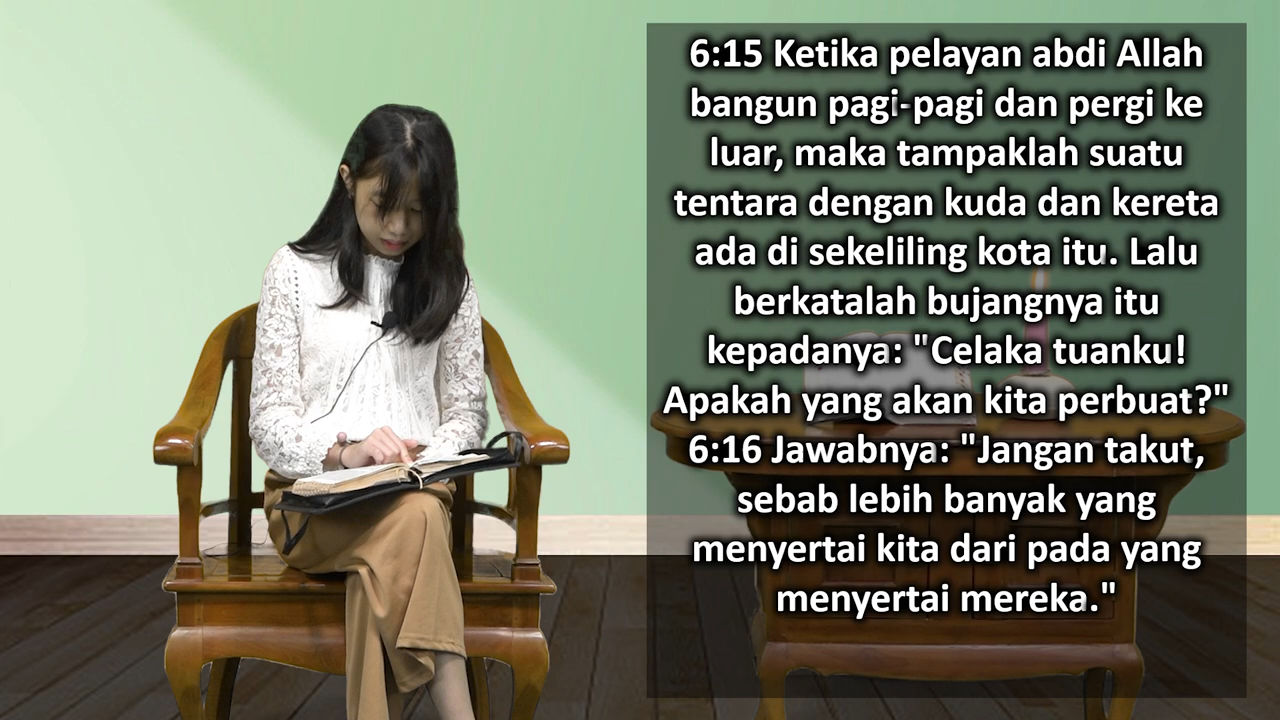 6:15 Ketika pelayan abdi Allah
bangun pagi-pagi dan pergi ke
luar, maka tampaklah suatu
tentara dengan kuda dan kereta
ada di sekeliling kota itu. Lalu
berkatalah bujangnya itu
kepadanya: "Celaka tuanku!
Apakah yang akan kita perbuat?"
6:16 Jawabnya: "Jangan takut,
sebab lebih banyak yang
menyertai kita dari pada yang
menyertai mereka."